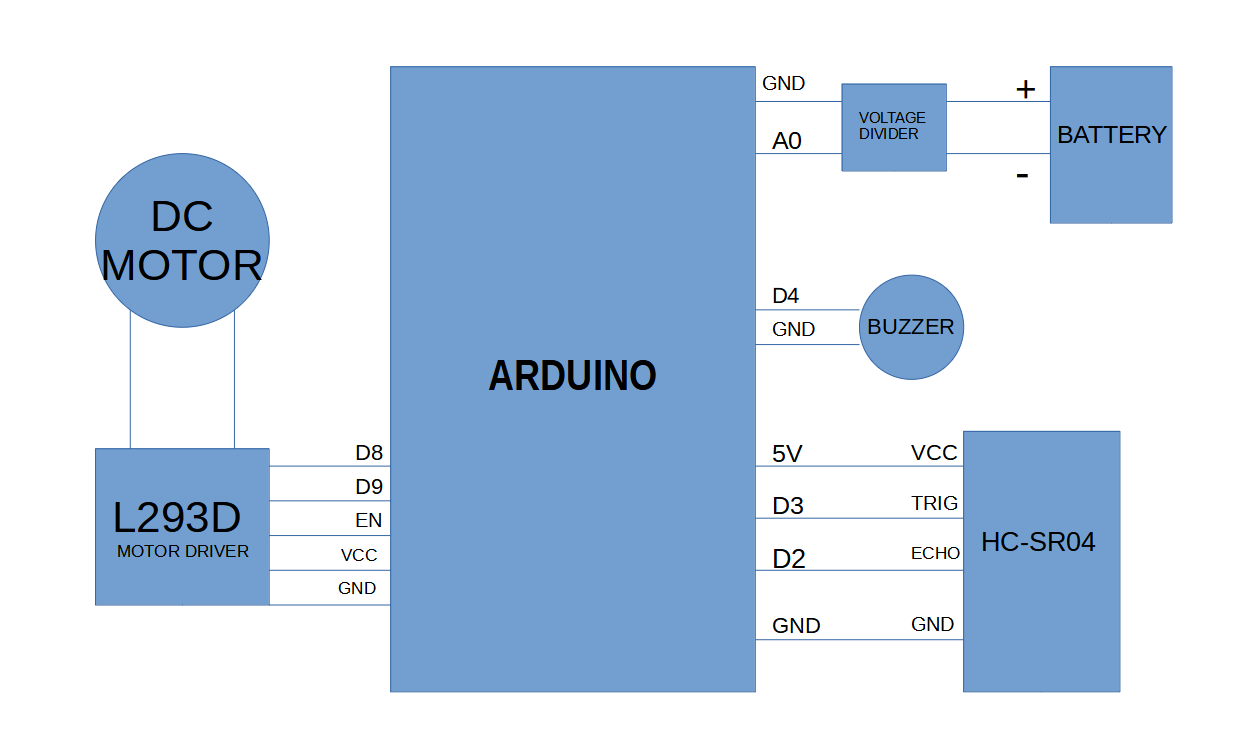 GND
+
VOLTAGE
DIVIDER
BATTERY
A0
-
DC
MOTOR
D4
BUZZER
GND
ARDUINO
D8
5V
VCC
D9
D3
TRIG
L293D
EN
HC-SR04
MOTOR DRIVER
VCC
D2
ECHO
GND
GND
GND